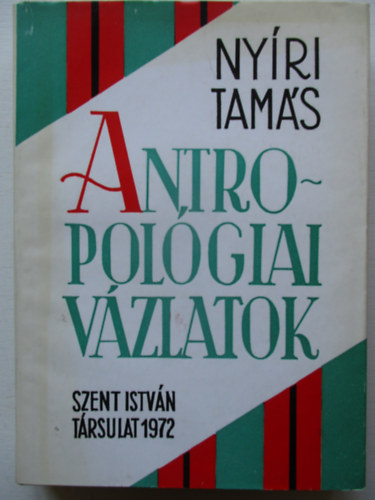 NYÍRI
TAMÁS
ANTRO~
POLÓGIAI
VÁZLATOK
SZENT ISTVÁN
TÁRSULAT 1972